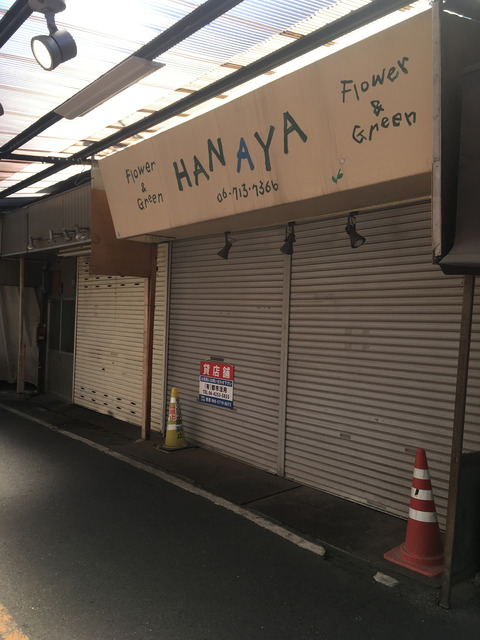 Flower
&
Green
HANAYA
06-713-7366
Flower
&
Green
貸店舗